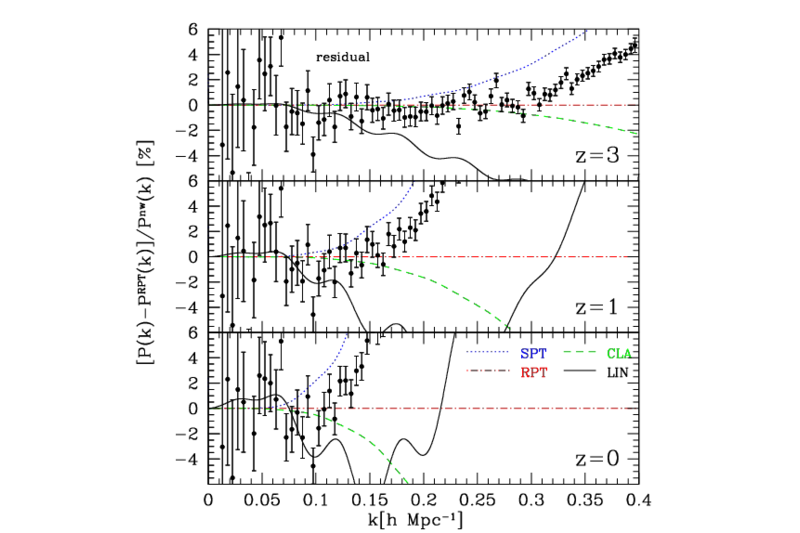 residual
6
4
2
0
−2
−4
z=3
6
4
2
0
−2
−4
z=1
6
4
2
0
−2
−4
SPT
CLA
RPT
LIN
z=0
[P(k)−Pᴿᴾᵀ(k)]/Pⁿʷ(k) [%]
0 0.05 0.1 0.15 0.2 0.25 0.3 0.35 0.4
k[h Mpc⁻¹]